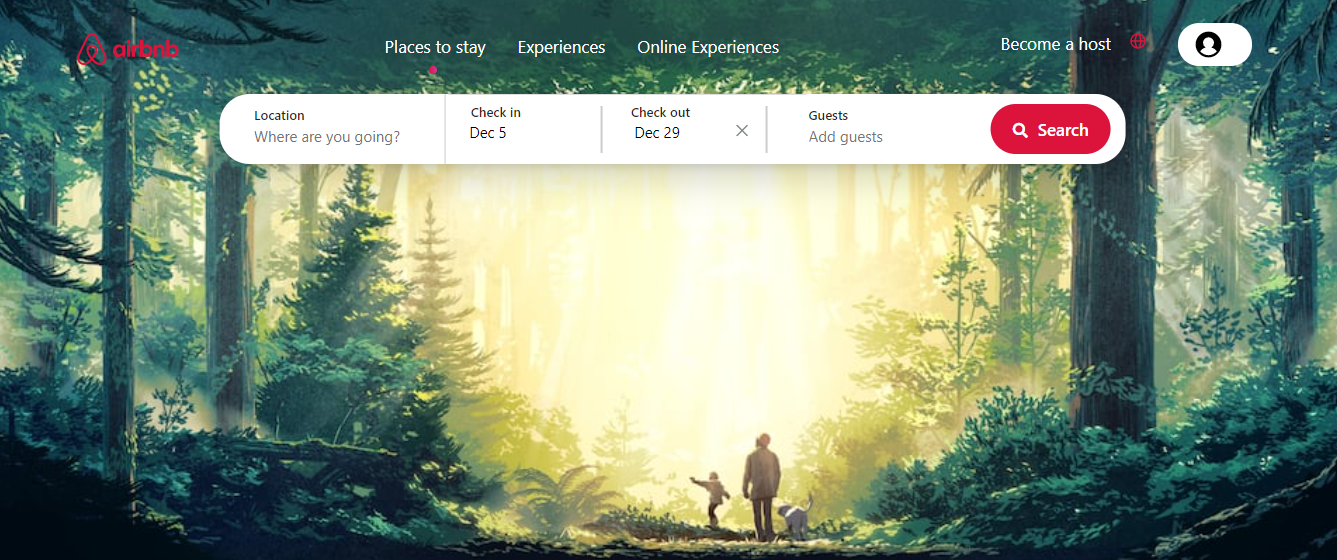 airbnb
Places to stay
Experiences
Online Experiences
Become a host
Location
Where are you going?
Check in
Dec 5
Check out
Dec 29
Guests
Add guests
Search